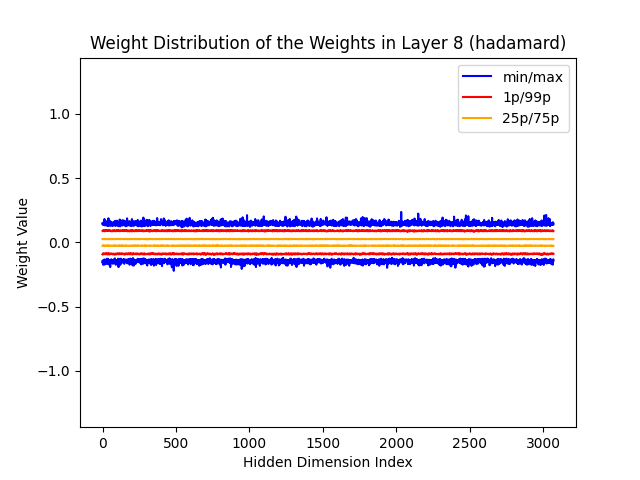 Weight Distribution of the Weights in Layer 8 (hadamard)
min/max
1p/99p
25p/75p
1.0
0.5
0.0
−0.5
−1.0
Weight Value
0 500 1000 1500 2000 2500 3000
Hidden Dimension Index